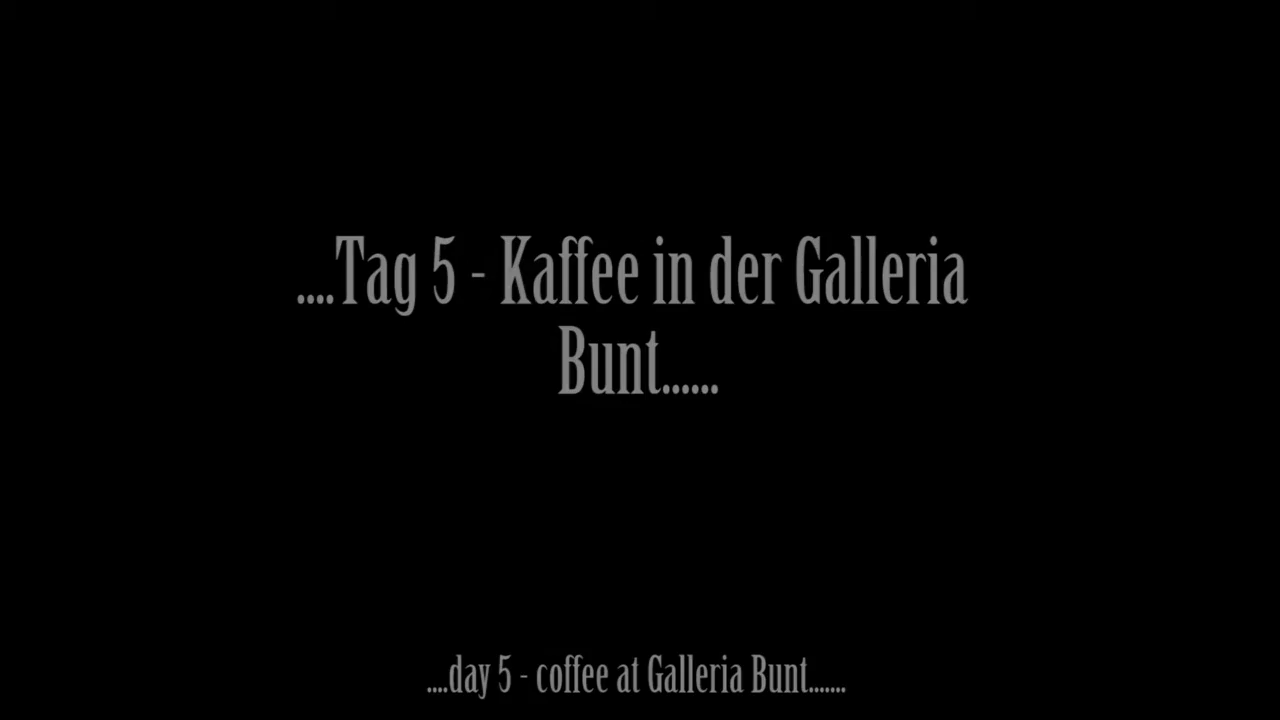 ....Tag 5 - Kaffee in der Galleria
Bunt......
....day 5 - coffee at Galleria Bunt.......